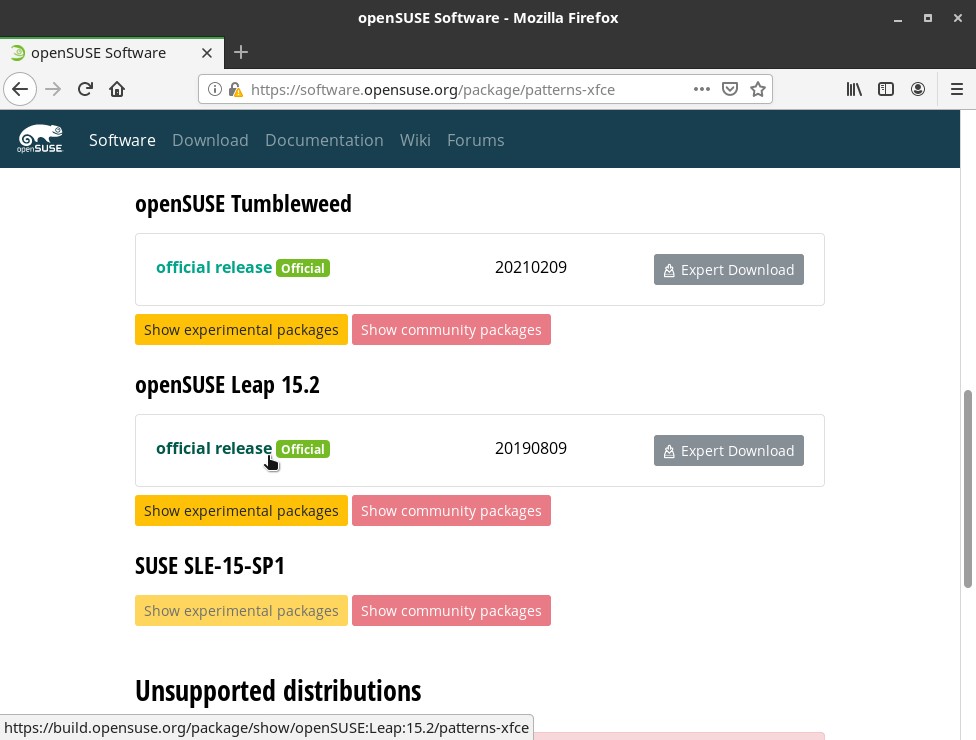 openSUSE Software - Mozilla Firefox
openSUSE Software
https://software.opensuse.org/package/patterns-xfce
openSUSE Software Download Documentation Wiki Forums
openSUSE Tumbleweed
official release Official 20210209 Expert Download
Show experimental packages Show community packages
openSUSE Leap 15.2
official release Official 20190809 Expert Download
Show experimental packages Show community packages
SUSE SLE-15-SP1
Show experimental packages Show community packages
Unsupported distributions
https://build.opensuse.org/package/show/openSUSE:Leap:15.2/patterns-xfce